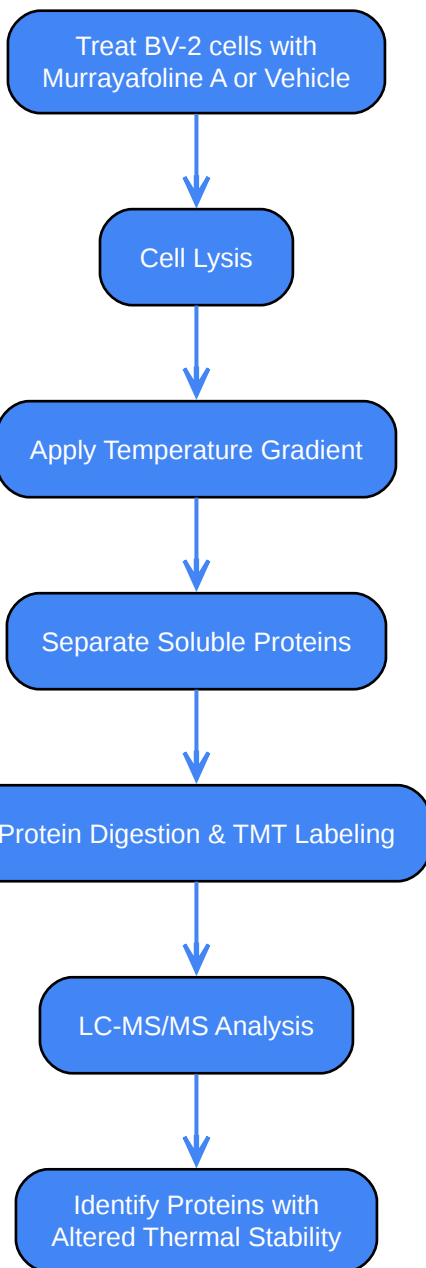 Treat BV-2 cells with
Murrayafoline A or Vehicle
Cell Lysis
Apply Temperature Gradient
Separate Soluble Proteins
Protein Digestion & TMT Labeling
LC-MS/MS Analysis
Identify Proteins with
Altered Thermal Stability